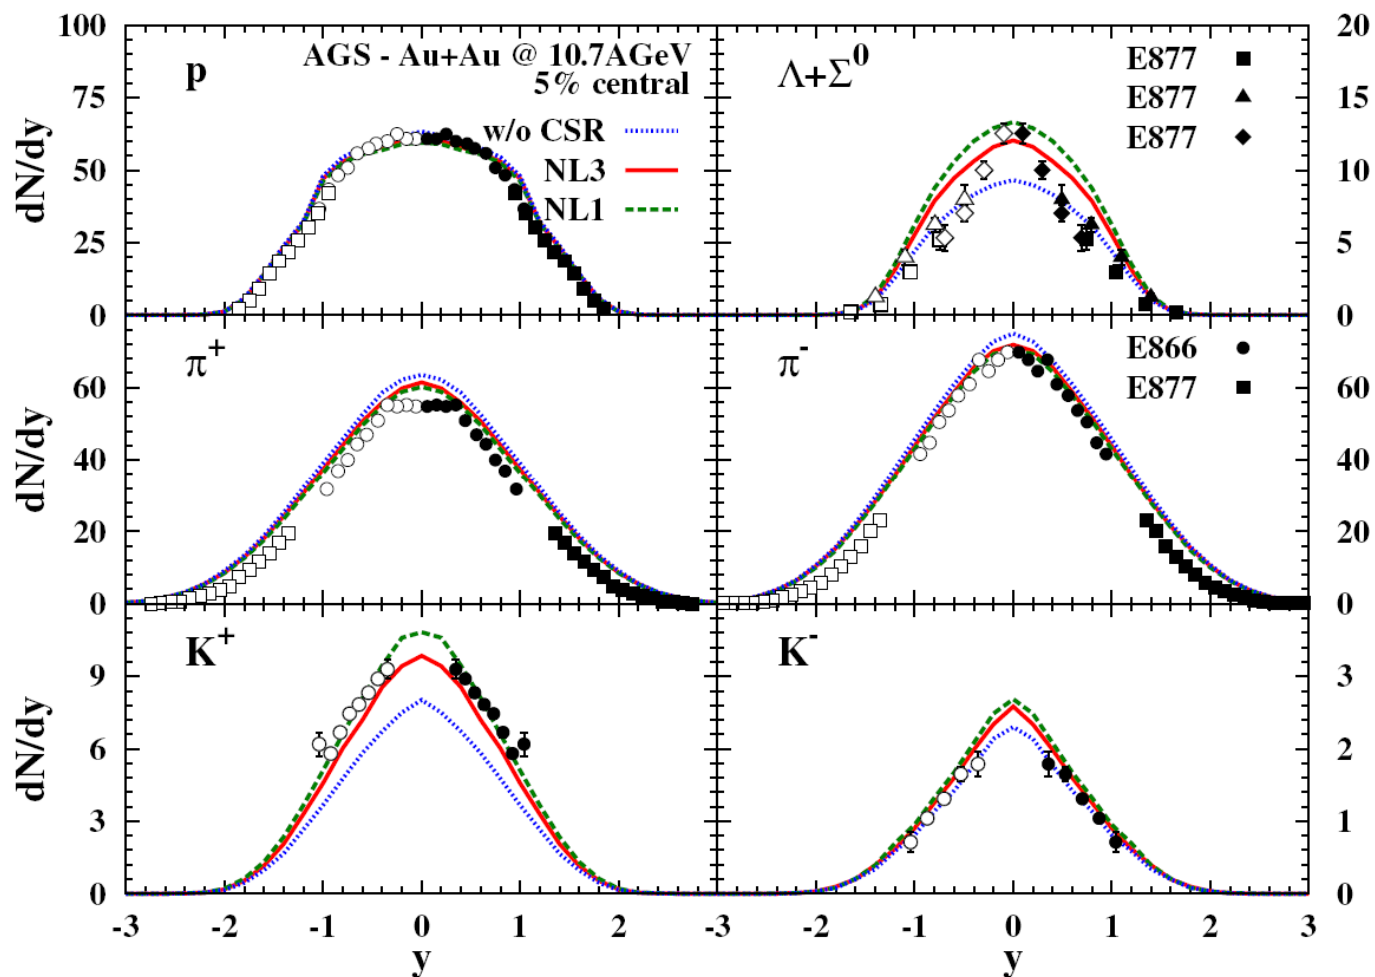 100
75
50
25
0
dN/dy
p
AGS - Au+Au @ 10.7AGeV
5% central
w/o CSR
NL3
NL1
Λ+Σ⁰
E877
E877
E877
20
15
10
5
0
60
40
20
0
dN/dy
π⁺
π⁻
E866
E877
60
40
20
0
9
6
3
0
dN/dy
K⁺
K⁻
3
2
1
0
-3 -2 -1 0 1 2 -3 -2 -1 0 1 2 3
y y